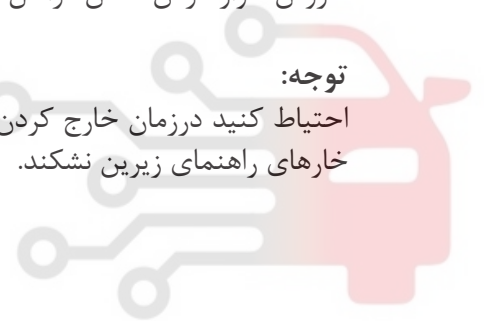 توجه:
احتیاط کنید درزمان خارج کردن
خارهای راهنمای زیرین نشکند.